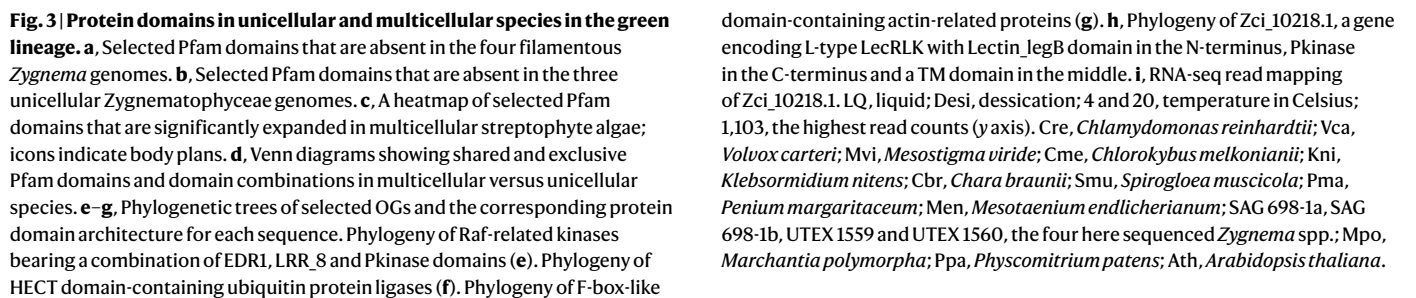 Fig. 3 | Protein domains in unicellular and multicellular species in the green
lineage. a, Selected Pfam domains that are absent in the four filamentous
Zygnema genomes. b, Selected Pfam domains that are absent in the three
unicellular Zygnematophyceae genomes. c, A heatmap of selected Pfam
domains that are significantly expanded in multicellular streptophyte algae;
icons indicate body plans. d, Venn diagrams showing shared and exclusive
Pfam domains and domain combinations in multicellular versus unicellular
species. e–g, Phylogenetic trees of selected OGs and the corresponding protein
domain architecture for each sequence. Phylogeny of Raf-related kinases
bearing a combination of EDR1, LRR_8 and Pkinase domains (e). Phylogeny of
HECT domain-containing ubiquitin protein ligases (f). Phylogeny of F-box-like
domain-containing actin-related proteins (g). h, Phylogeny of Zci_10218.1, a gene
encoding L-type LecRLK with Lectin_legB domain in the N-terminus, Pkinase
in the C-terminus and a TM domain in the middle. i, RNA-seq read mapping
of Zci_10218.1. LQ, liquid; Desi, dessication; 4 and 20, temperature in Celsius;
1,103, the highest read counts (y axis). Cre, Chlamydomonas reinhardtii; Vca,
Volvox carteri; Mvi, Mesostigma viride; Cme, Chlorokybus melkonianii; Kni,
Klebsormidium nitens; Cbr, Chara braunii; Smu, Spirogloea muscicola; Pma,
Penium margaritaceum; Men, Mesotaenium endlicherianum; SAG 698-1a, SAG
698-1b, UTEX 1559 and UTEX 1560, the four here sequenced Zygnema spp.; Mpo,
Marchantia polymorpha; Ppa, Physcomitrium patens; Ath, Arabidopsis thaliana.